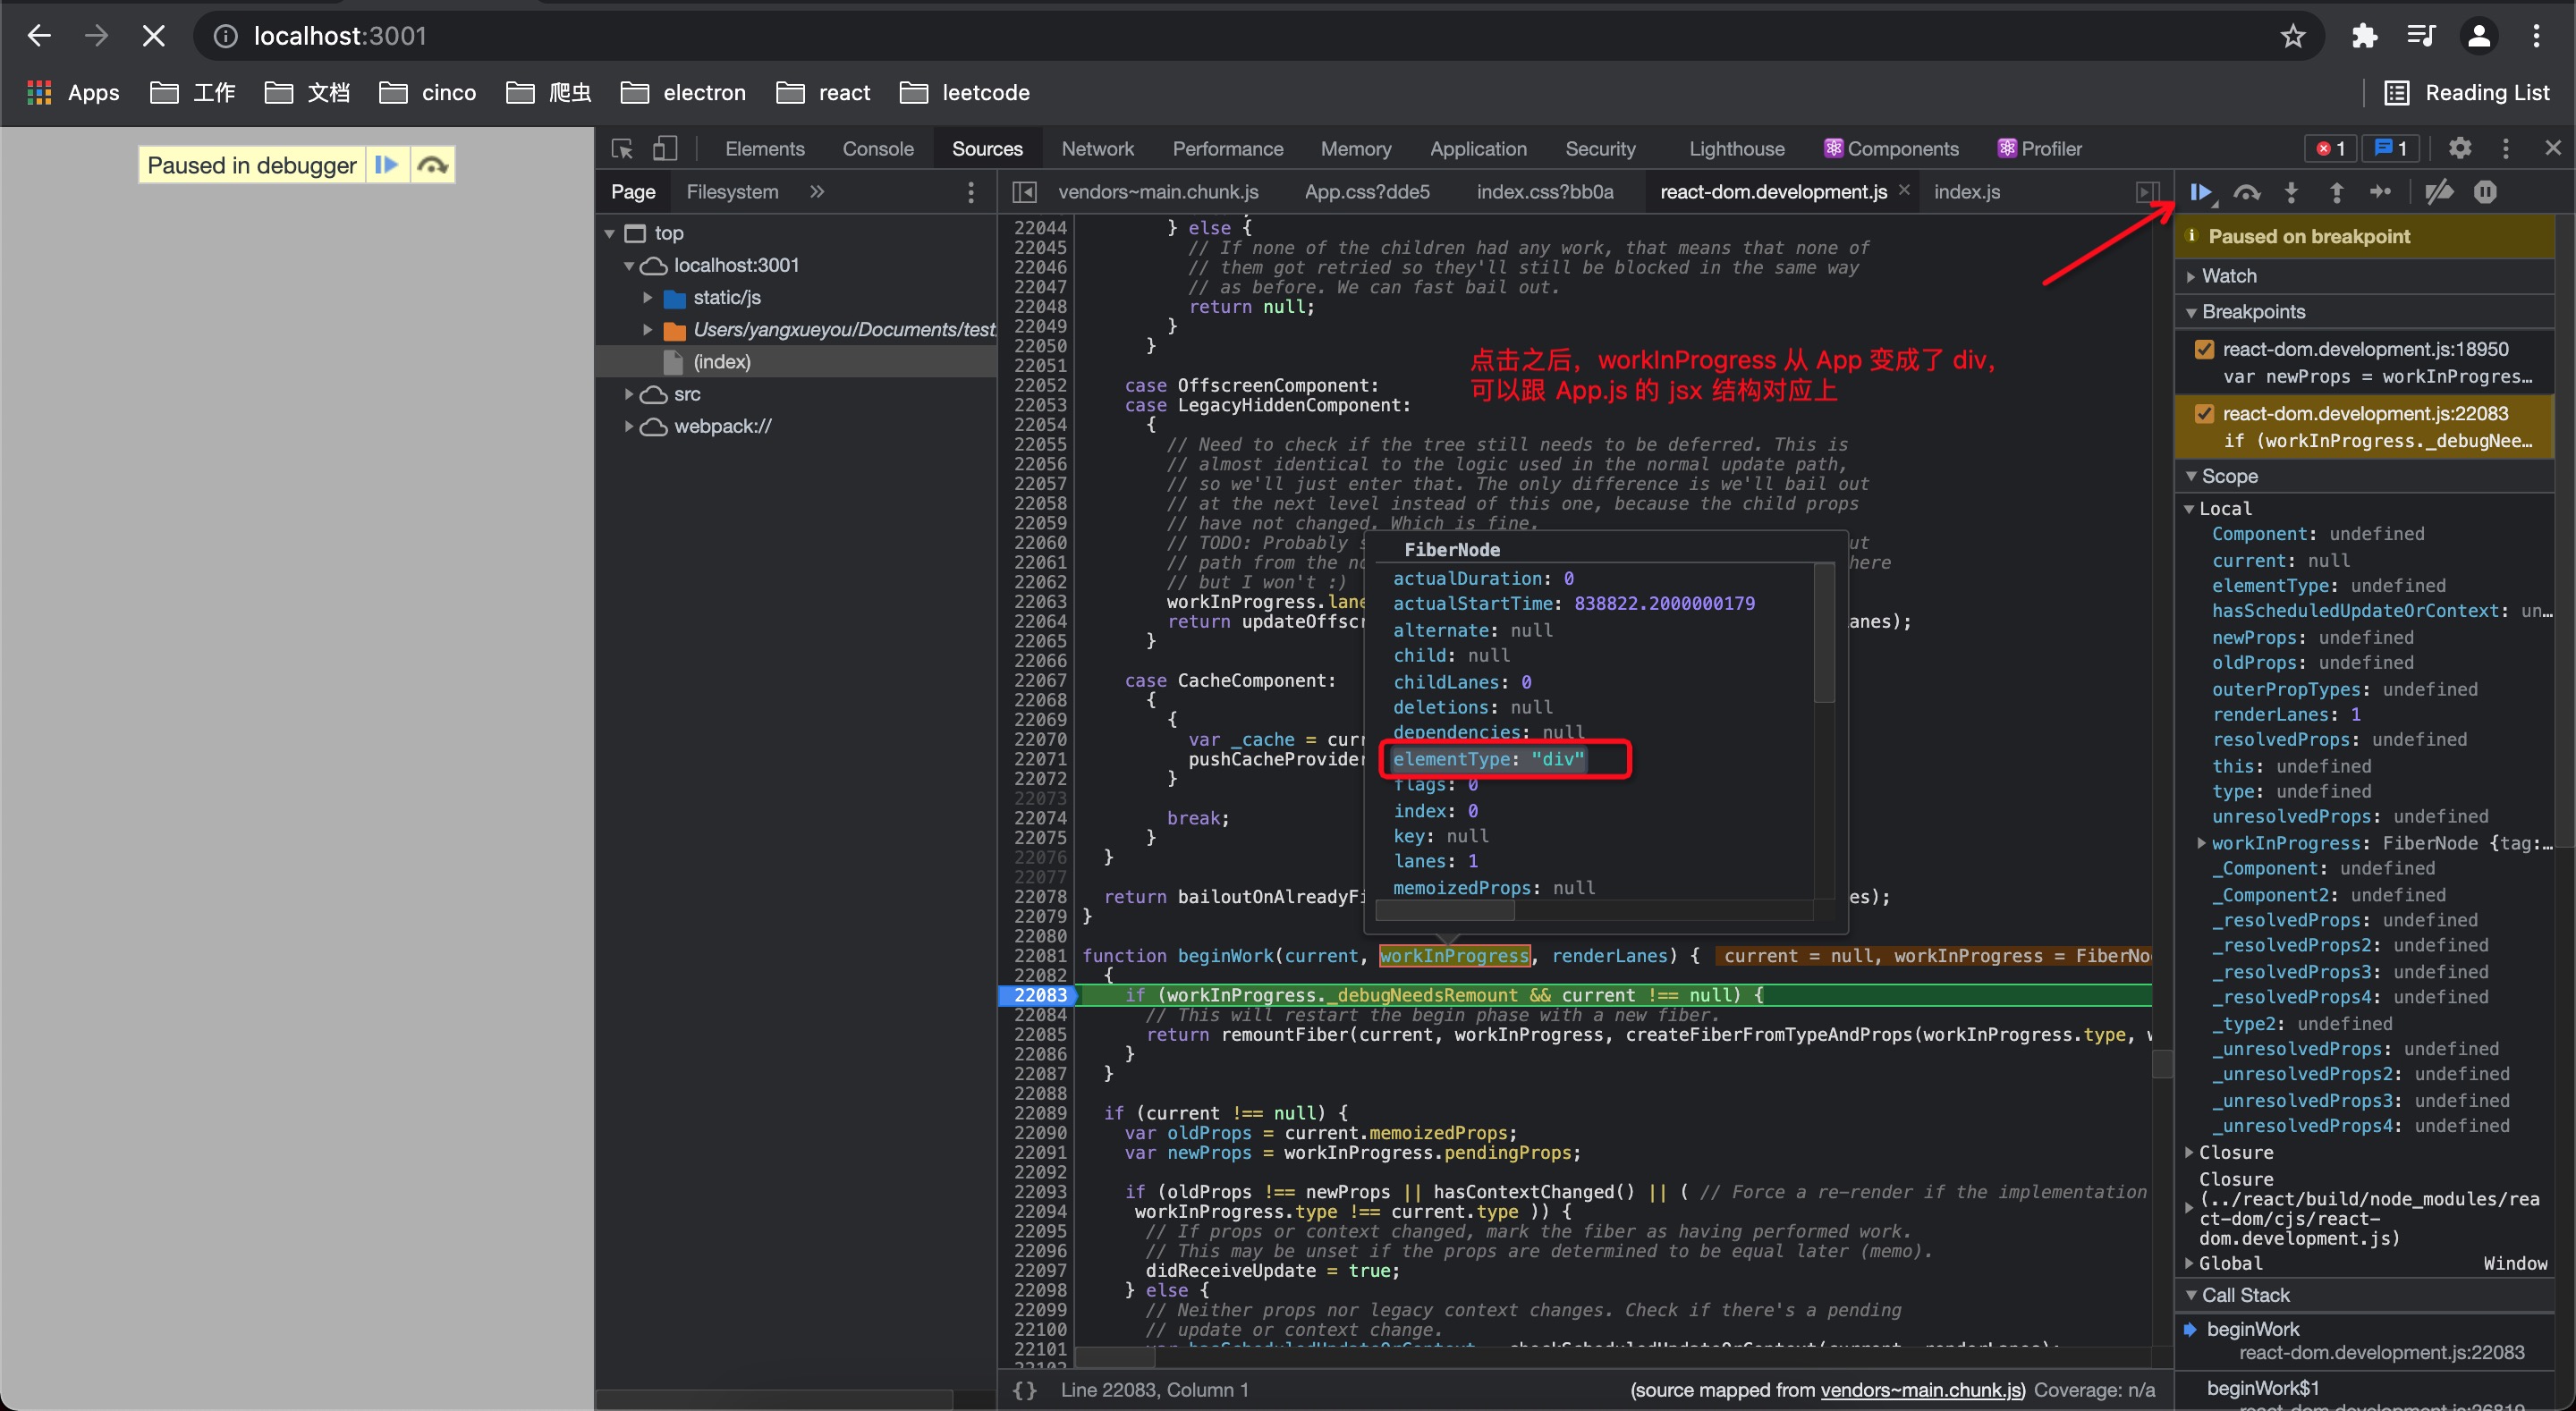 localhost:3001
Apps 工作 文档 cinco 爬虫 electron react leetcode Reading List
Paused in debugger
Elements Console Sources Network Performance Memory Application Security Lighthouse Components Profiler 1 1
Page Filesystem »
vendors~main.chunk.js App.css?dde5 index.css?bb0a react-dom.development.js × index.js
top
localhost:3001
static/js
Users/yangxueyou/Documents/test
(index)
src
webpack://
22044 } else {
22045 // If none of the children had any work, that means that none of
22046 // them got retried so they'll still be blocked in the same way
22047 // as before. We can fast bail out.
22048 return null;
22049 }
22050 }
22051
22052 case OffscreenComponent:
22053 case LegacyHiddenComponent:
22054 {
22055 // Need to check if the tree still needs to be deferred. This is
22056 // almost identical to the logic used in the normal update path,
22057 // so we'll just enter that. The only difference is we'll bail out
22058 // at the next level instead of this one, because the child props
22059 // have not changed. Which is fine.
22060 // TODO: Probably s ut
22061 // path from the no here
22062 // but I won't :)
22063 workInProgress.lane
22064 return updateOffscr anes);
22065 }
22066
22067 case CacheComponent:
22068 {
22069 {
22070 var _cache = curr
22071 pushCacheProvider
22072 }
22073
22074 break;
22075 }
22076 }
22077
22078 return bailoutOnAlreadyFi es);
22079 }
22080
22081 function beginWork(current, workInProgress, renderLanes) { current = null, workInProgress = FiberNo
22082 {
22083 if (workInProgress._debugNeedsRemount && current !== null) {
22084 // This will restart the begin phase with a new fiber.
22085 return remountFiber(current, workInProgress, createFiberFromTypeAndProps(workInProgress.type, w
22086 }
22087 }
22088
22089 if (current !== null) {
22090 var oldProps = current.memoizedProps;
22091 var newProps = workInProgress.pendingProps;
22092
22093 if (oldProps !== newProps || hasContextChanged() || ( // Force a re-render if the implementation
22094 workInProgress.type !== current.type )) {
22095 // If props or context changed, mark the fiber as having performed work.
22096 // This may be unset if the props are determined to be equal later (memo).
22097 didReceiveUpdate = true;
22098 } else {
22099 // Neither props nor legacy context changes. Check if there's a pending
22100 // update or context change.
22101
点击之后，workInProgress 从 App 变成了 div，
可以跟 App.js 的 jsx 结构对应上
FiberNode
actualDuration: 0
actualStartTime: 838822.2000000179
alternate: null
child: null
childLanes: 0
deletions: null
dependencies: null
elementType: "div"
flags: 0
index: 0
key: null
lanes: 1
memoizedProps: null
{} Line 22083, Column 1 (source mapped from vendors~main.chunk.js) Coverage: n/a
Paused on breakpoint
Watch
Breakpoints
react-dom.development.js:18950
var newProps = workInProgres…
react-dom.development.js:22083
if (workInProgress._debugNee…
Scope
Local
Component: undefined
current: null
elementType: undefined
hasScheduledUpdateOrContext: un…
newProps: undefined
oldProps: undefined
outerPropTypes: undefined
renderLanes: 1
resolvedProps: undefined
this: undefined
type: undefined
unresolvedProps: undefined
workInProgress: FiberNode {tag:…
_Component: undefined
_Component2: undefined
_resolvedProps: undefined
_resolvedProps2: undefined
_resolvedProps3: undefined
_resolvedProps4: undefined
_type2: undefined
_unresolvedProps: undefined
_unresolvedProps2: undefined
_unresolvedProps3: undefined
_unresolvedProps4: undefined
Closure
Closure
(../react/build/node_modules/rea
ct-dom/cjs/react-
dom.development.js)
Global Window
Call Stack
beginWork
react-dom.development.js:22083
beginWork$1